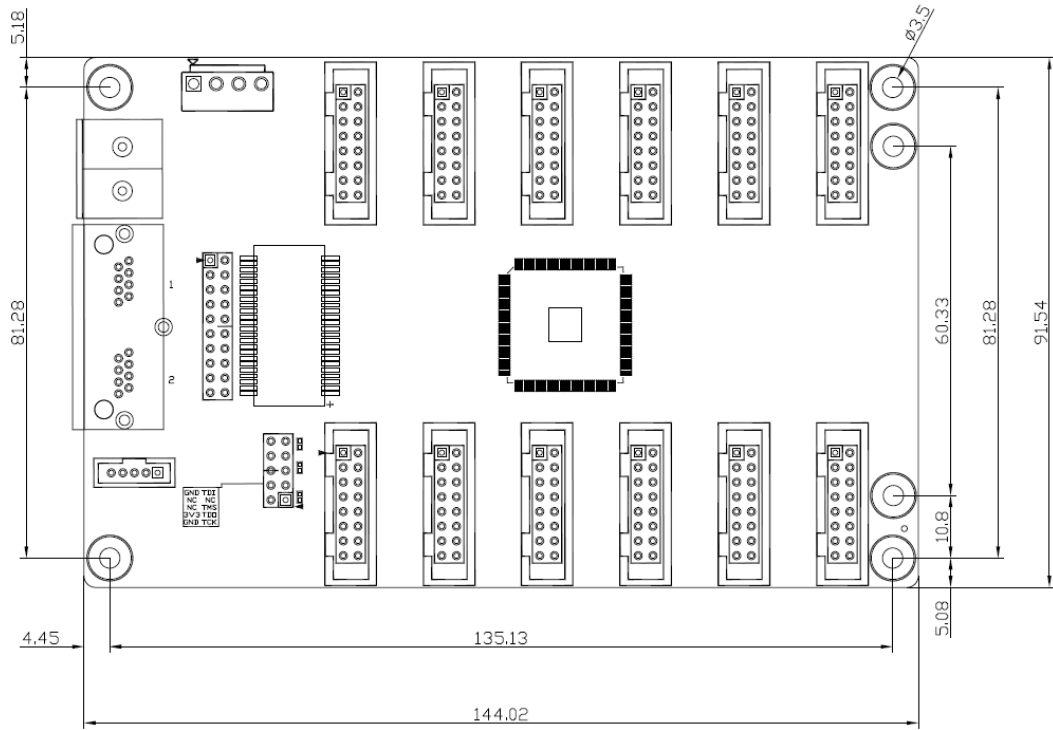 5.18
ø3.5
81.28
1
2
60.33
81.28
91.54
GND TDI
NC NC
NC TMS
3V3 TDO
GND TCK
10.8
5.08
4.45
135.13
144.02